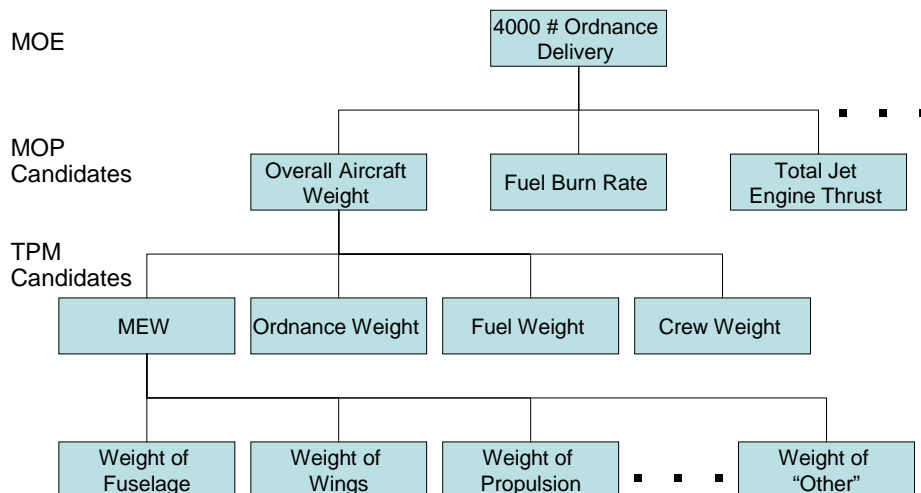 MOE
4000 # Ordnance
Delivery
MOP
Candidates
Overall Aircraft
Weight
Fuel Burn Rate
Total Jet
Engine Thrust
TPM
Candidates
MEW
Ordnance Weight
Fuel Weight
Crew Weight
Weight of
Fuselage
Weight of
Wings
Weight of
Propulsion
Weight of
“Other”